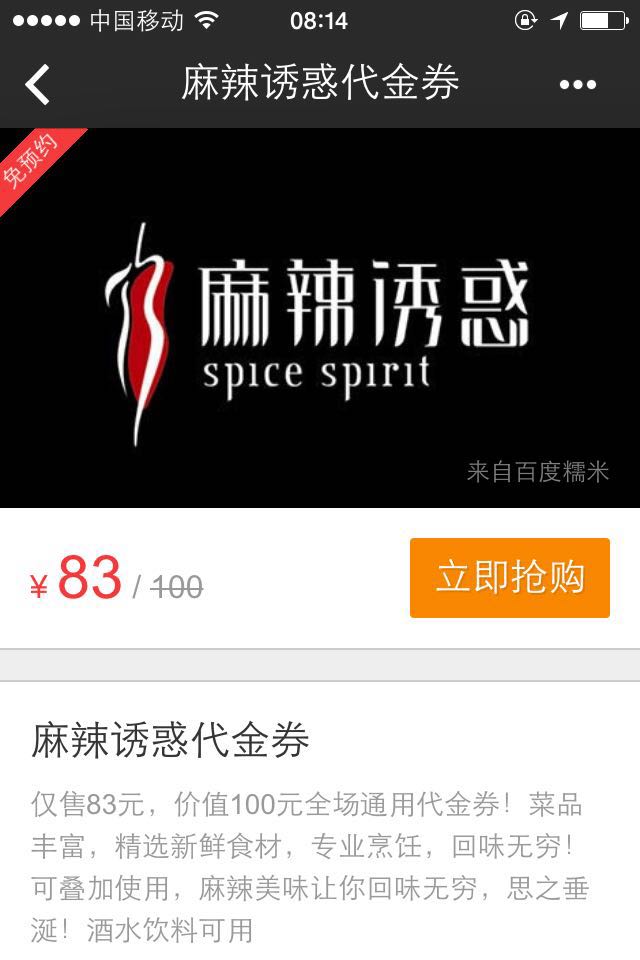 中国移动 08:14
麻辣诱惑代金券
免预约
麻辣诱惑
spice spirit
来自百度糯米
¥ 83 / 100
立即抢购
麻辣诱惑代金券
仅售83元，价值100元全场通用代金券！菜品
丰富，精选新鲜食材，专业烹饪，回味无穷！
可叠加使用，麻辣美味让你回味无穷，思之垂
涎！酒水饮料可用